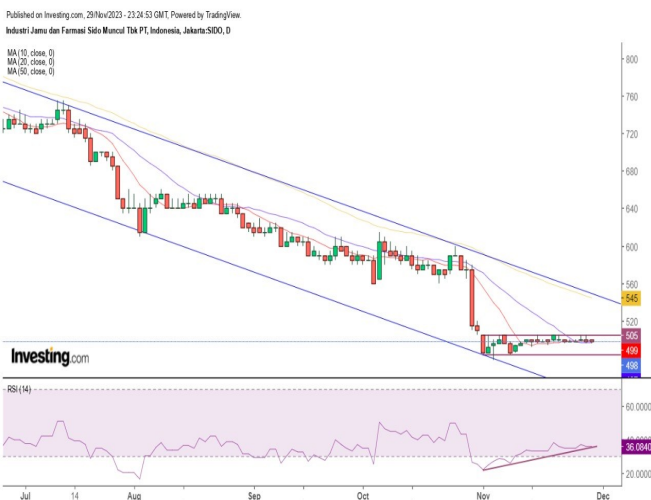 Published on Investing.com, 29/Nov/2023 - 23:24:53 GMT, Powered by TradingView.
Industri Jamu dan Farmasi Sido Muncul Tbk PT, Indonesia, Jakarta:SIDO, D
MA (10, close, 0)
MA (20, close, 0)
MA (50, close, 0)
800
760
720
680
640
600
560
545
520
505
499
498
Investing.com
RSI (14)
60.0000
36.0840
20.0000
Jul 14 Aug Sep Oct Nov Dec